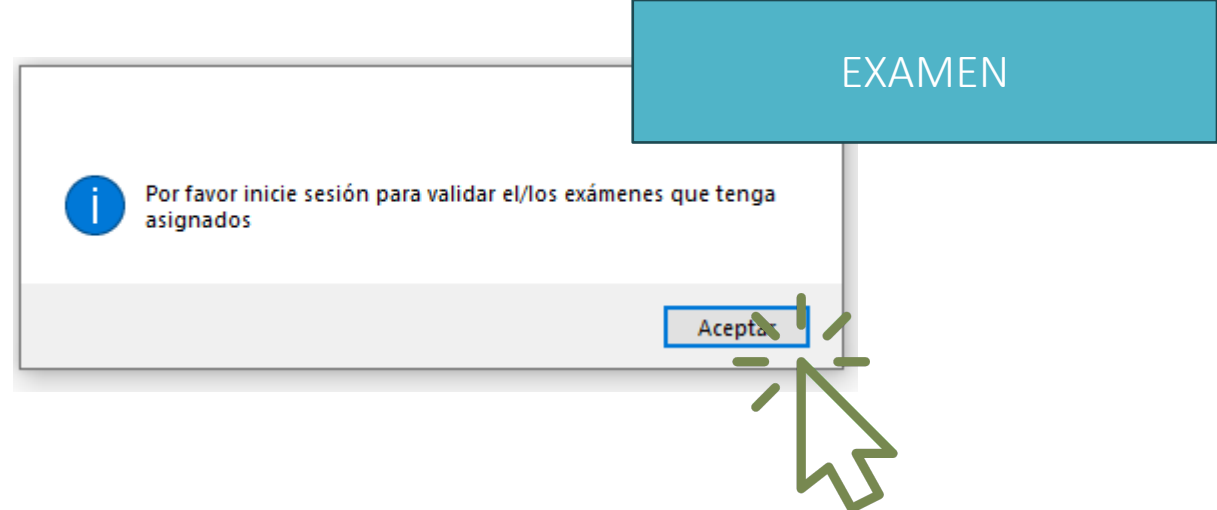 EXAMEN
Por favor inicie sesión para validar el/los exámenes que tenga
asignados
Aceptar